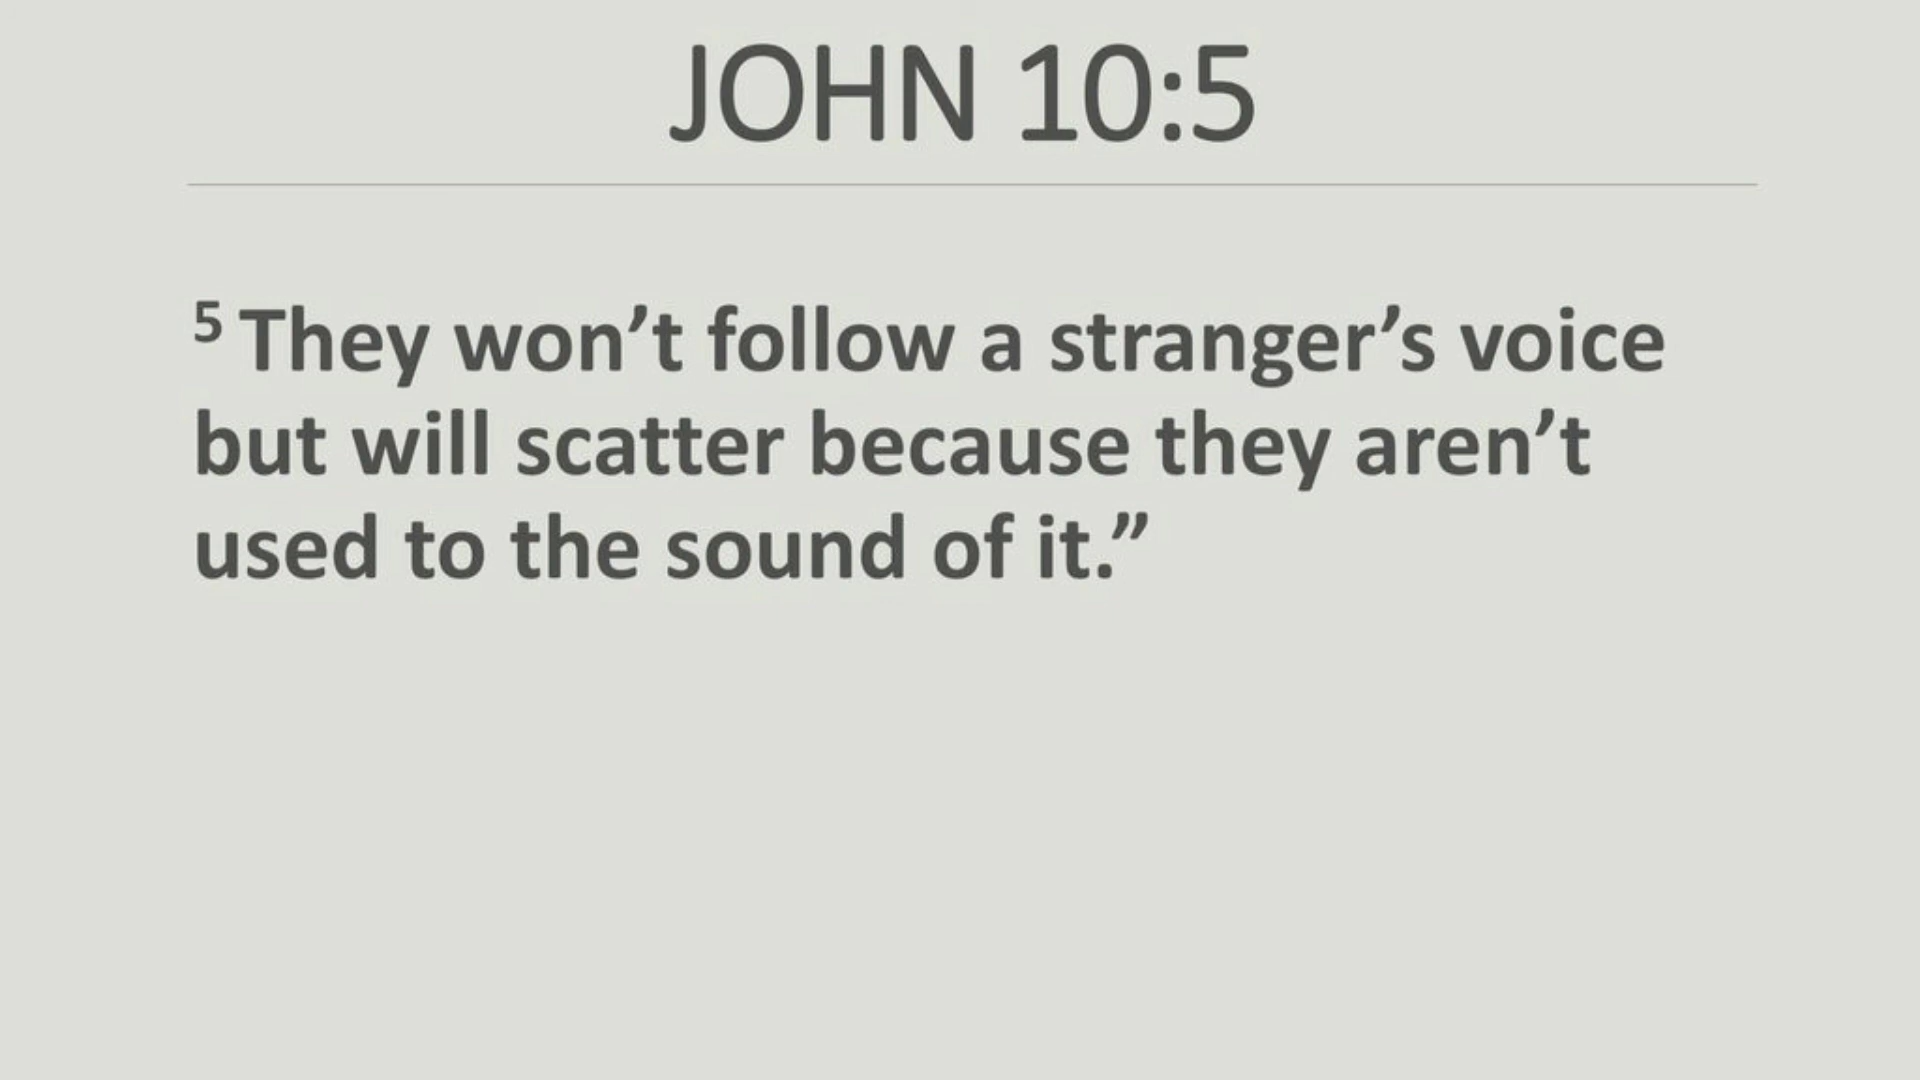 JOHN 10:5
5 They won’t follow a stranger’s voice
but will scatter because they aren’t
used to the sound of it.”